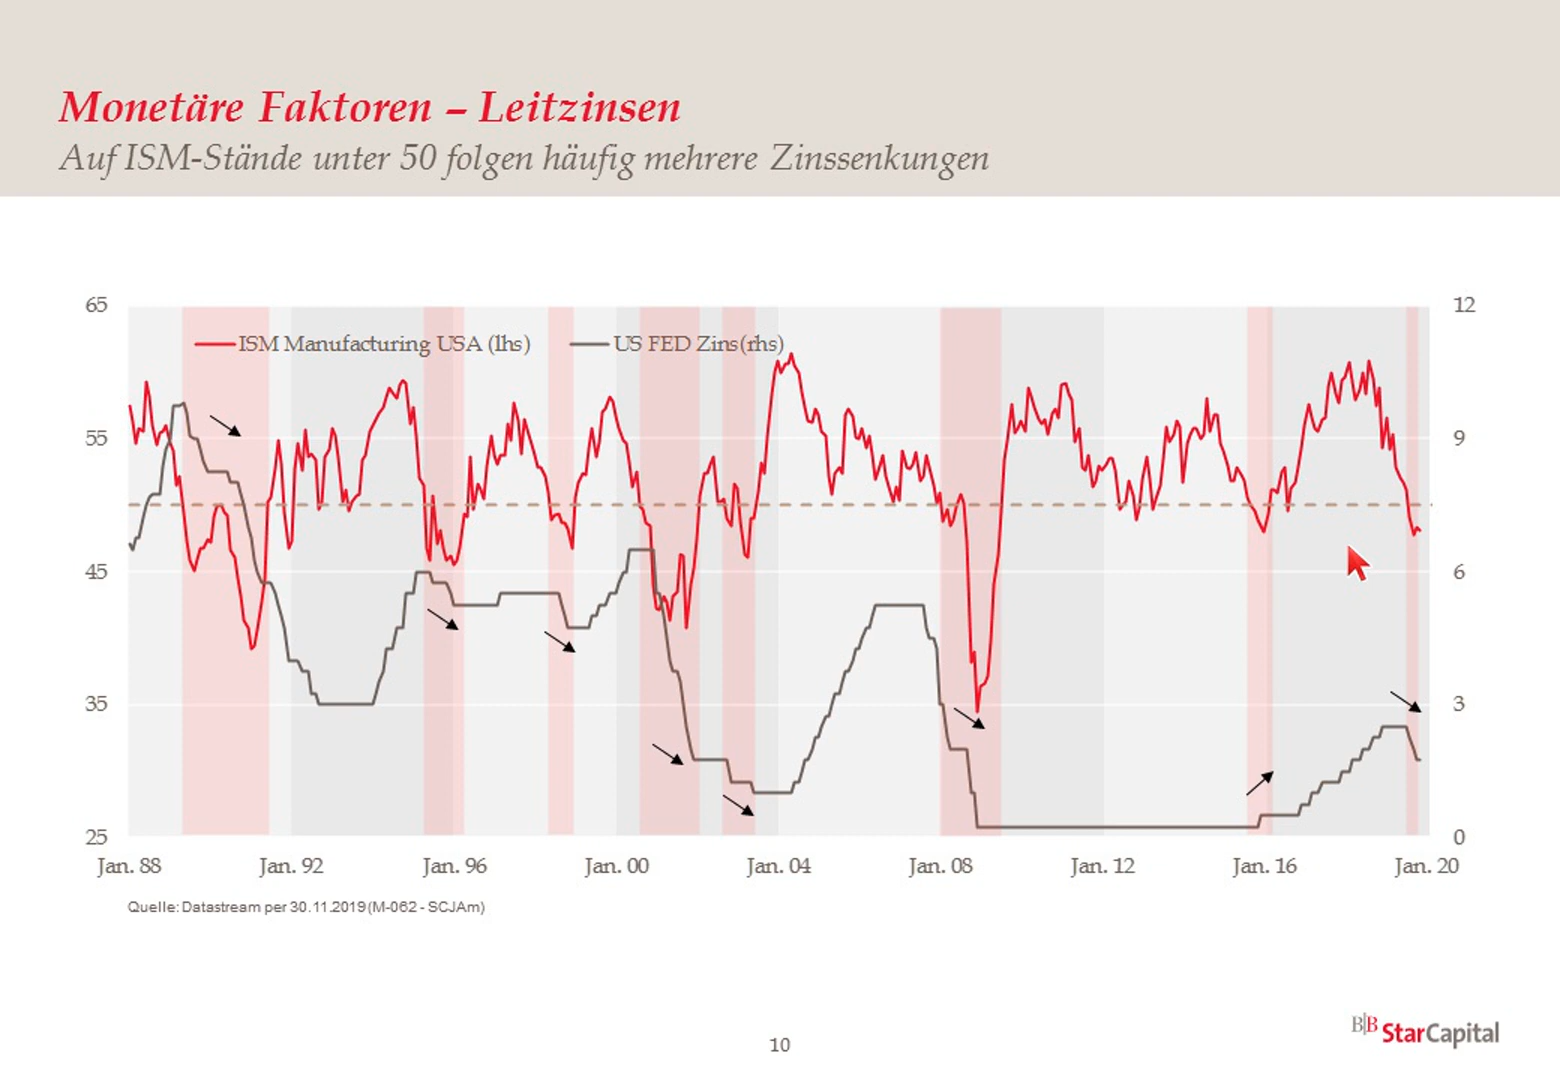 Monetäre Faktoren – Leitzinsen
Auf ISM-Stände unter 50 folgen häufig mehrere Zinssenkungen
65
12
ISM Manufacturing USA (lhs)
US FED Zins(rhs)
55
9
45
6
35
3
25
0
Jan. 88
Jan. 92
Jan. 96
Jan. 00
Jan. 04
Jan. 08
Jan. 12
Jan. 16
Jan. 20
Quelle: Datastream per 30.11.2019 (M-062 - SCJAm)
10
B|B StarCapital